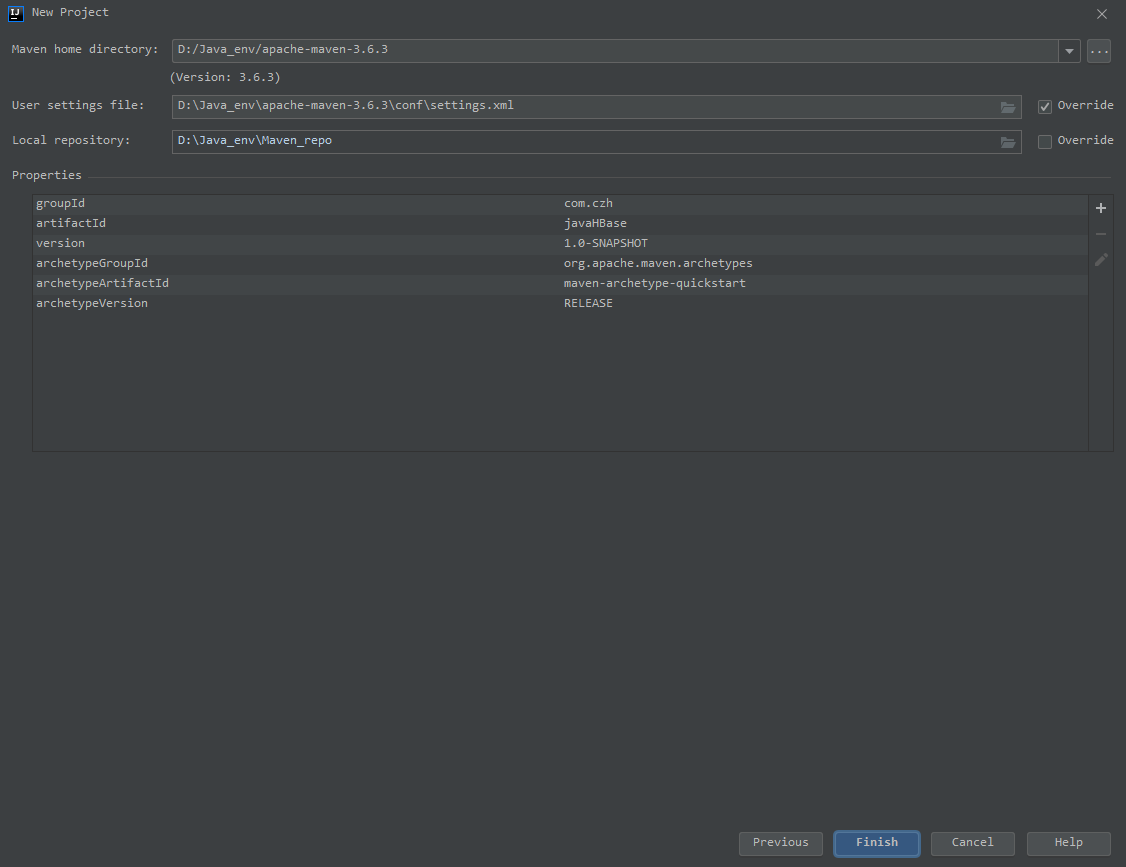 IJ New Project
Maven home directory: D:/Java_env/apache-maven-3.6.3 ...
(Version: 3.6.3)
User settings file: D:\Java_env\apache-maven-3.6.3\conf\settings.xml Override
Local repository: D:\Java_env\Maven_repo Override
Properties
groupId com.czh
artifactId javaHBase
version 1.0-SNAPSHOT
archetypeGroupId org.apache.maven.archetypes
archetypeArtifactId maven-archetype-quickstart
archetypeVersion RELEASE
Previous Finish Cancel Help